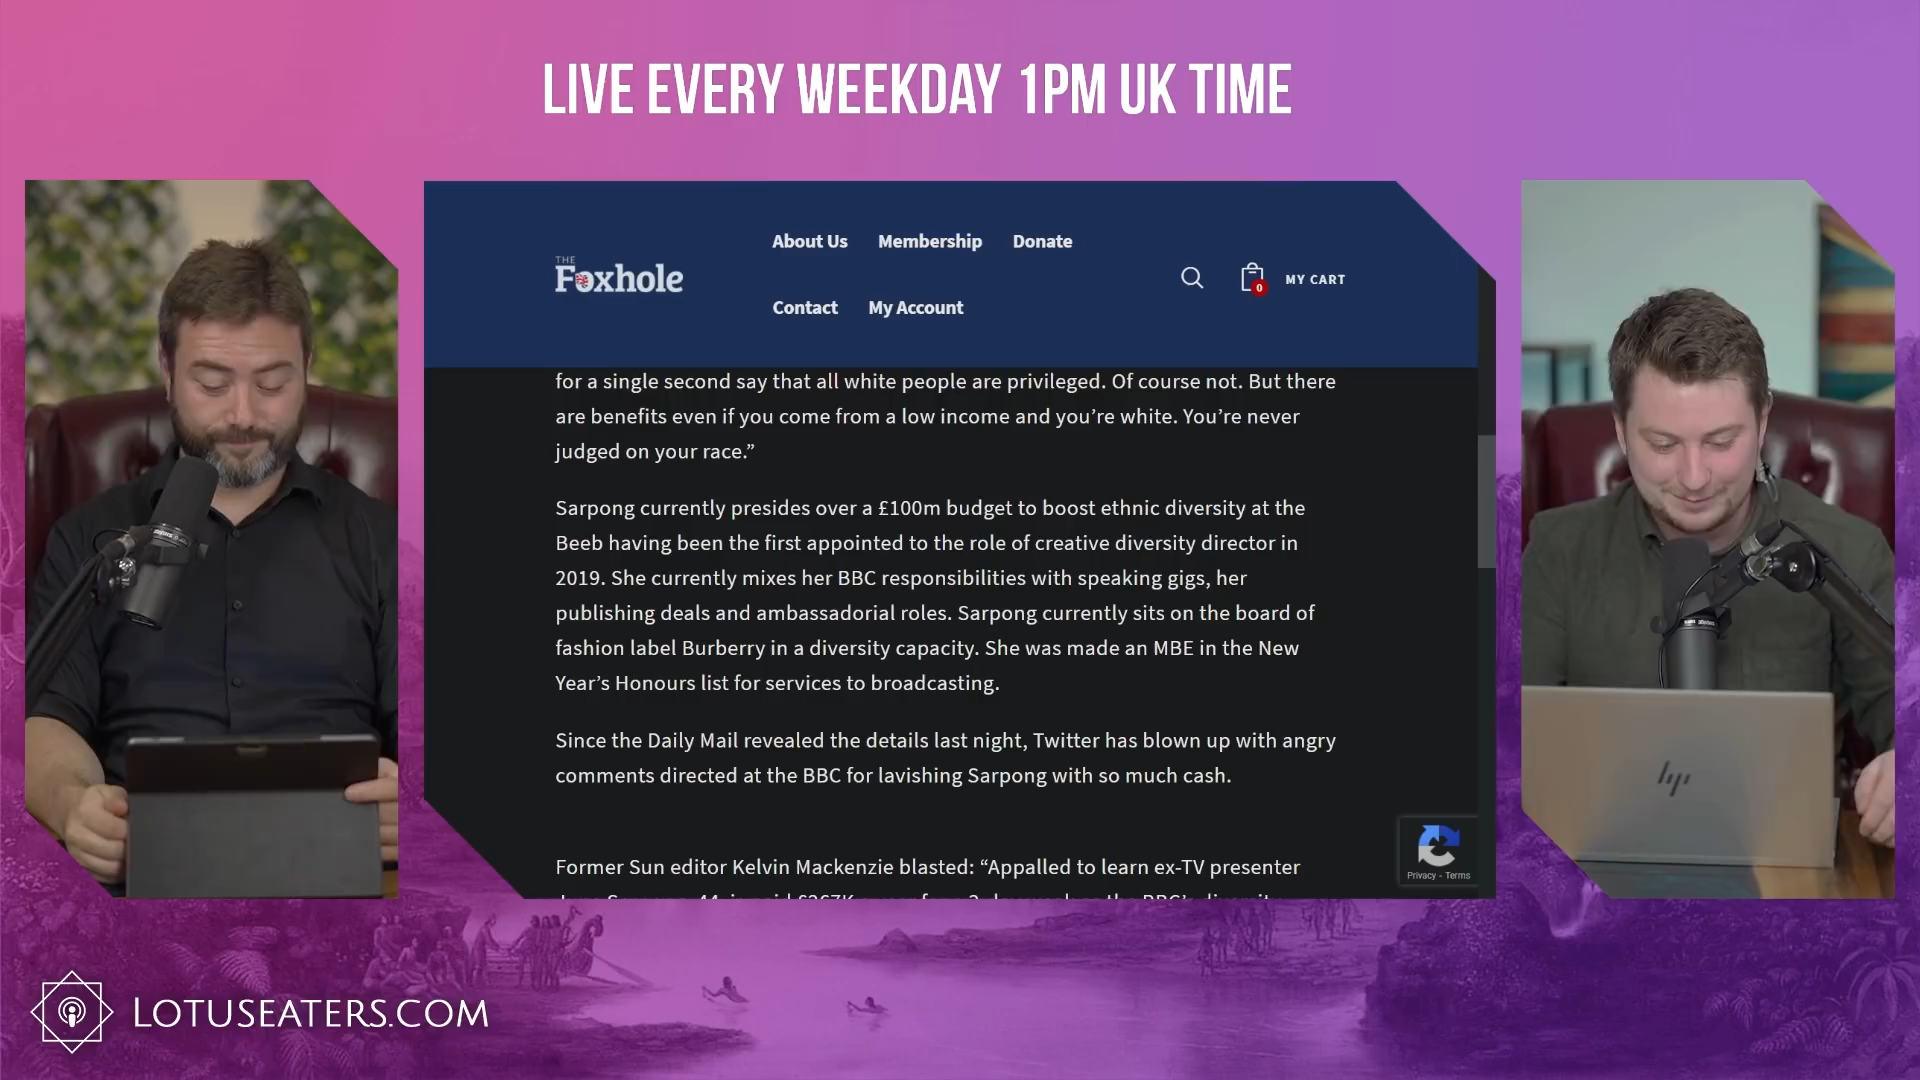 LIVE EVERY WEEKDAY 1PM UK TIME
THE
Foxhole
About Us Membership Donate
Contact My Account
0
MY CART
for a single second say that all white people are privileged. Of course not. But there
are benefits even if you come from a low income and you’re white. You’re never
judged on your race.”
Sarpong currently presides over a £100m budget to boost ethnic diversity at the
Beeb having been the first appointed to the role of creative diversity director in
2019. She currently mixes her BBC responsibilities with speaking gigs, her
publishing deals and ambassadorial roles. Sarpong currently sits on the board of
fashion label Burberry in a diversity capacity. She was made an MBE in the New
Year’s Honours list for services to broadcasting.
Since the Daily Mail revealed the details last night, Twitter has blown up with angry
comments directed at the BBC for lavishing Sarpong with so much cash.
Former Sun editor Kelvin Mackenzie blasted: “Appalled to learn ex-TV presenter
Privacy - Terms
hp
LOTUSEATERS.COM